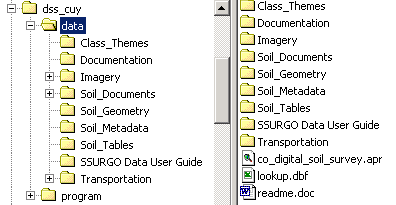 dss_cuy
data
Class_Themes
Documentation
Imagery
Soil_Documents
Soil_Geometry
Soil_Metadata
Soil_Tables
SSURGO Data User Guide
Transportation
program
Class_Themes
Documentation
Imagery
Soil_Documents
Soil_Geometry
Soil_Metadata
Soil_Tables
SSURGO Data User Guide
Transportation
co_digital_soil_survey.apr
lookup.dbf
readme.doc